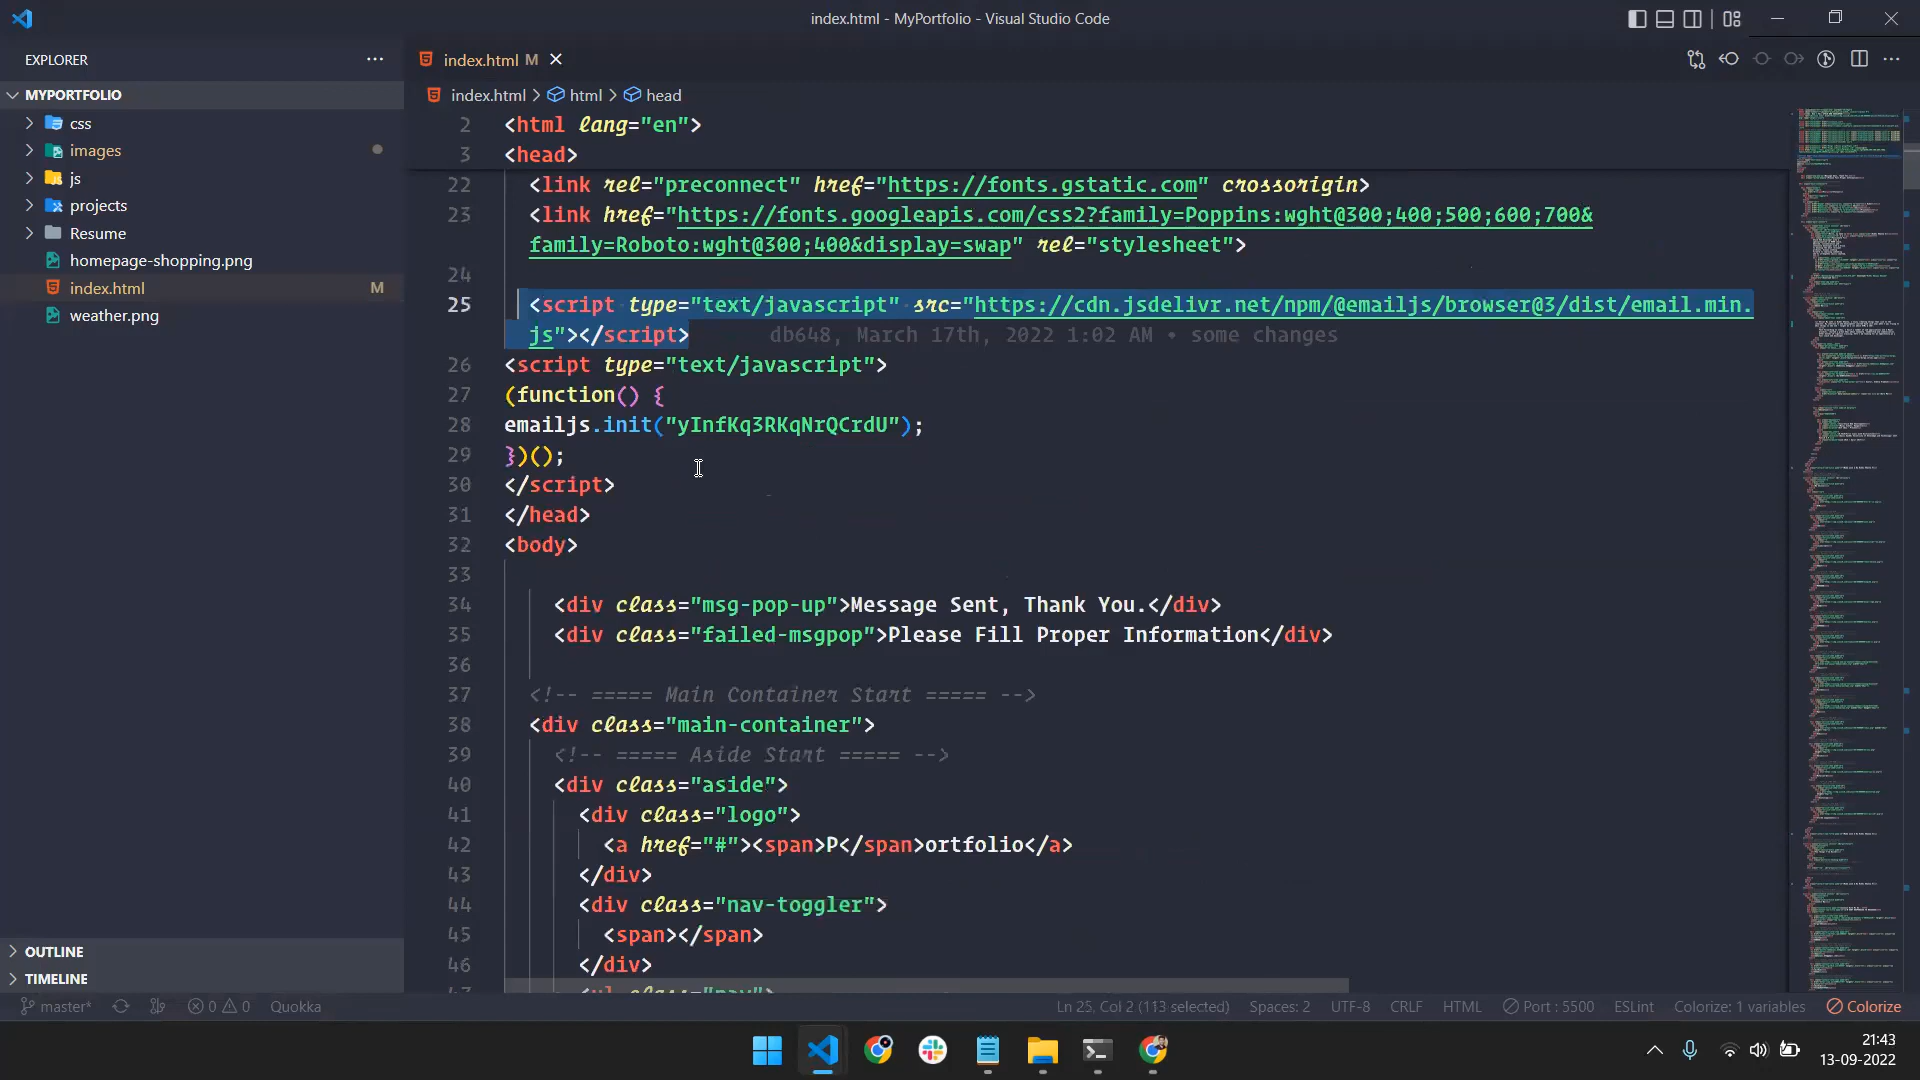 index.html - MyPortfolio - Visual Studio Code
EXPLORER
MYPORTFOLIO
css
images
js
projects
Resume
homepage-shopping.png
index.html M
weather.png
OUTLINE
TIMELINE
index.html M
index.html > html > head
2 <html lang="en">
3 <head>
22 <link rel="preconnect" href="https://fonts.gstatic.com" crossorigin>
23 <link href="https://fonts.googleapis.com/css2?family=Poppins:wght@300;400;500;600;700&
family=Roboto:wght@300;400&display=swap" rel="stylesheet">
24
25 <script type="text/javascript" src="https://cdn.jsdelivr.net/npm/@emailjs/browser@3/dist/email.min.
js"></script> db648, March 17th, 2022 1:02 AM • some changes
26 <script type="text/javascript">
27 (function() {
28 emailjs.init("yInfKq3RKqNrQCrdU");
29 })();
30 </script>
31 </head>
32 <body>
33
34 <div class="msg-pop-up">Message Sent, Thank You.</div>
35 <div class="failed-msgpop">Please Fill Proper Information</div>
36
37 <!-- ===== Main Container Start ===== -->
38 <div class="main-container">
39 <!-- ===== Aside Start ===== -->
40 <div class="aside">
41 <div class="logo">
42 <a href="#"><span>P</span>ortfolio</a>
43 </div>
44 <div class="nav-toggler">
45 <span></span>
46 </div>
47 <ul class="nav">
master* 0 0 Quokka Ln 25, Col 2 (113 selected) Spaces: 2 UTF-8 CRLF HTML Port : 5500 ESLint Colorize: 1 variables Colorize
21:43
13-09-2022